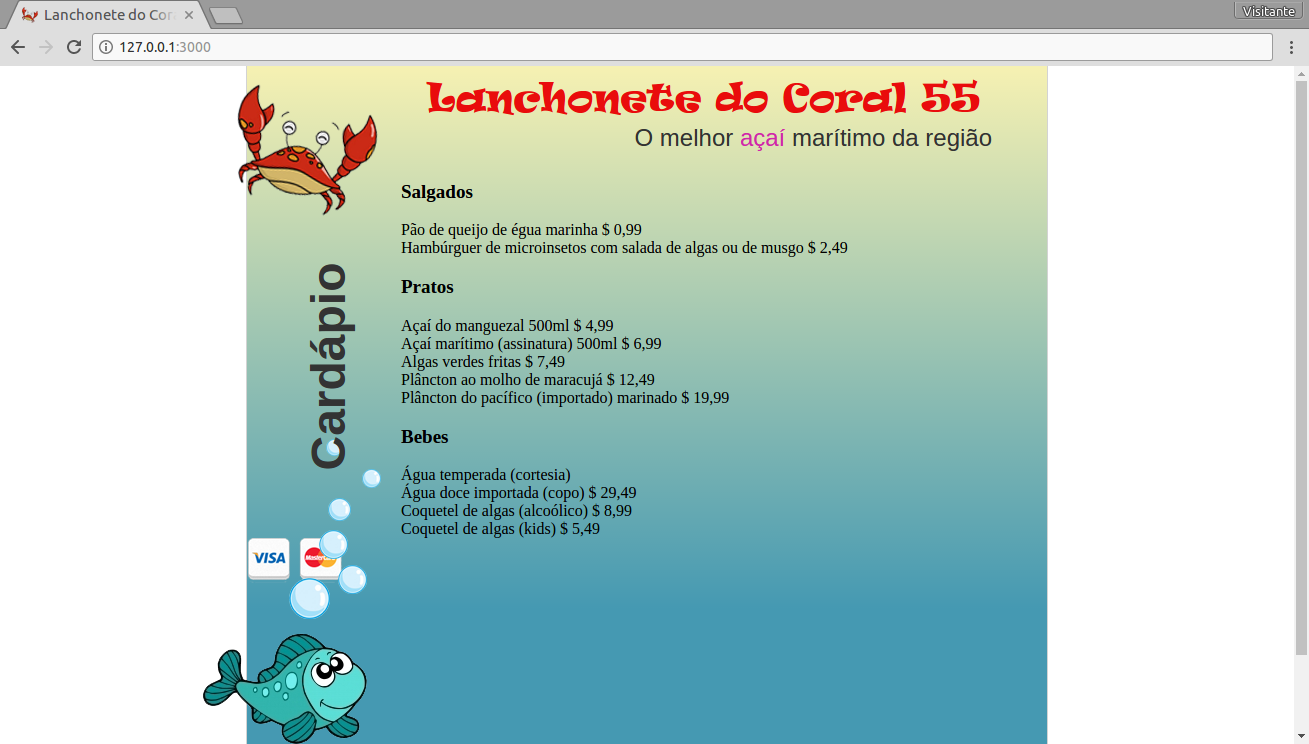 Lanchonete do Cor
Visitante
127.0.0.1:3000
Lanchonete do Coral 55
O melhor açaí marítimo da região
Cardápio
Salgados
Pão de queijo de égua marinha $ 0,99
Hambúrguer de microinsetos com salada de algas ou de musgo $ 2,49
Pratos
Açaí do manguezal 500ml $ 4,99
Açaí marítimo (assinatura) 500ml $ 6,99
Algas verdes fritas $ 7,49
Plâncton ao molho de maracujá $ 12,49
Plâncton do pacífico (importado) marinado $ 19,99
Bebes
Água temperada (cortesia)
Água doce importada (copo) $ 29,49
Coquetel de algas (alcoólico) $ 8,99
Coquetel de algas (kids) $ 5,49
VISA